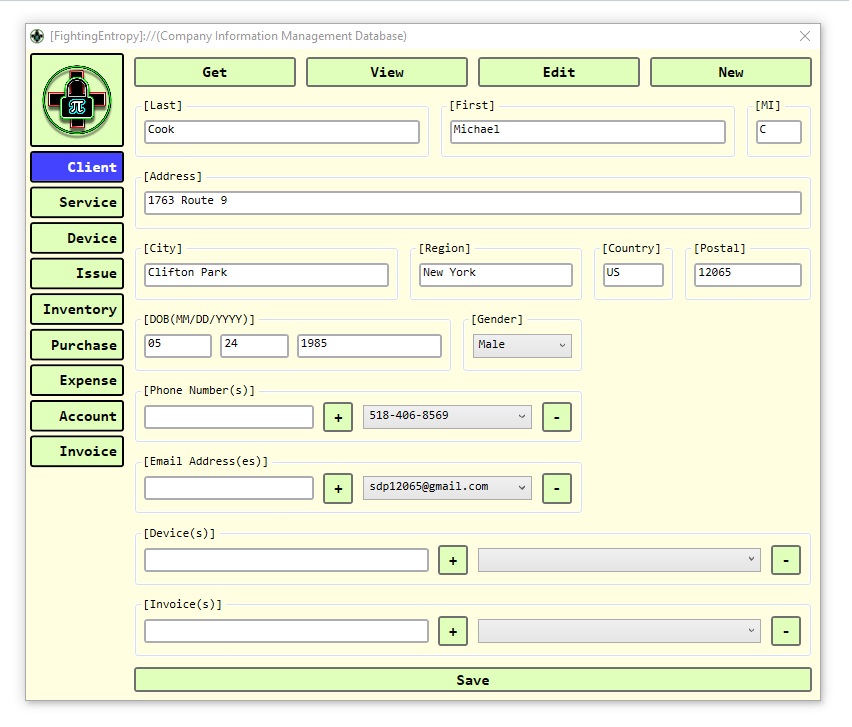 [FightingEntropy]://(Company Information Management Database)
Get View Edit New
[Last] [First] [MI]
Cook Michael C
Client
[Address]
1763 Route 9
Service
Device
[City] [Region] [Country] [Postal]
Clifton Park New York US 12065
Issue
Inventory
[DOB(MM/DD/YYYY)] [Gender]
05 24 1985 Male
Purchase
Expense
[Phone Number(s)]
+ 518-406-8569 -
Account
Invoice
[Email Address(es)]
+ sdp12065@gmail.com -
[Device(s)]
+ -
[Invoice(s)]
+ -
Save